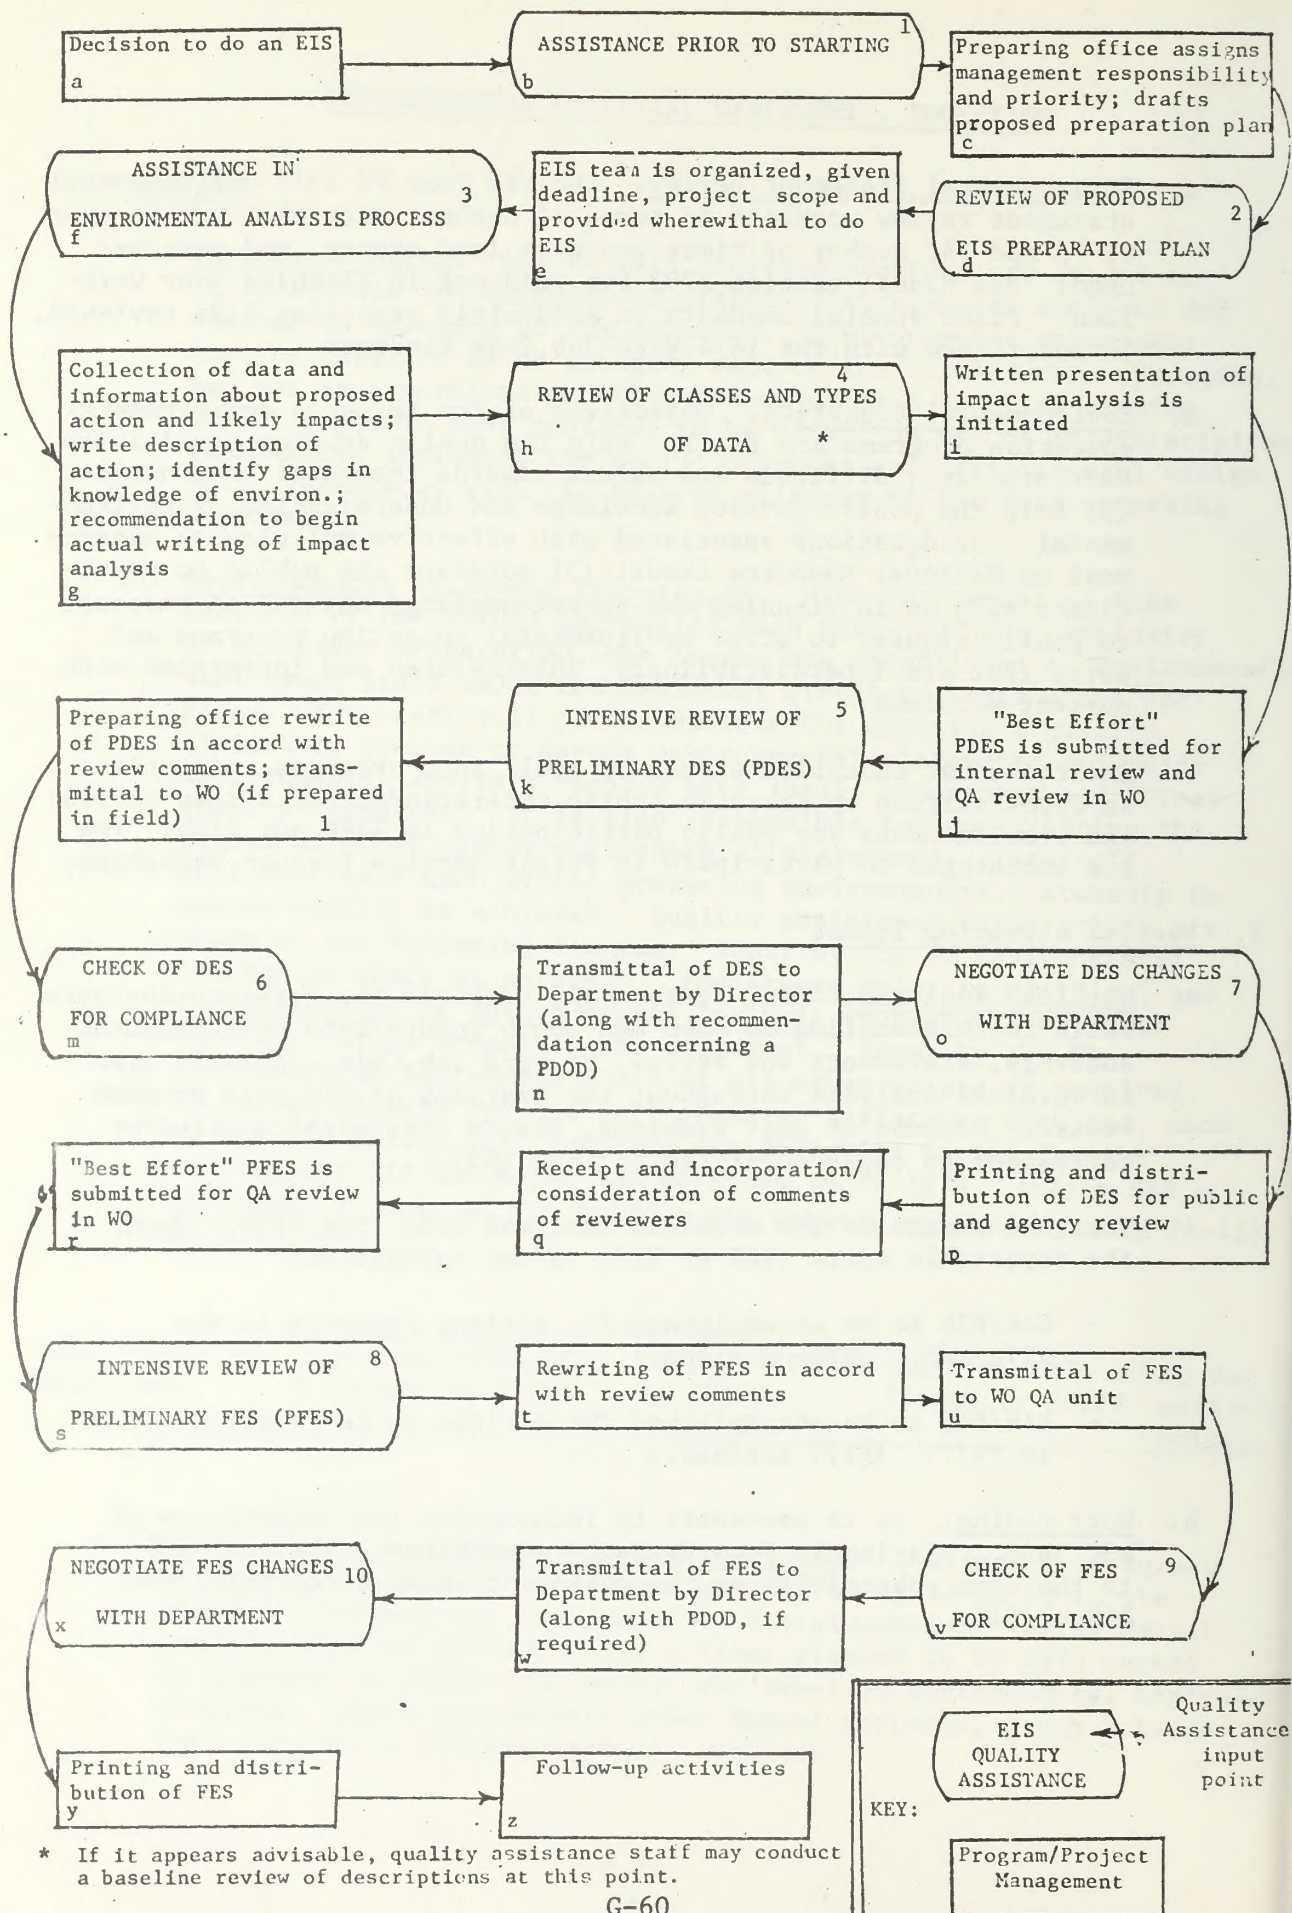 Decision to do an EIS
a
1
ASSISTANCE PRIOR TO STARTING
b
Preparing office assigns
management responsibility
and priority; drafts
proposed preparation plan
c
REVIEW OF PROPOSED
2
EIS PREPARATION PLAN
d
EIS team is organized, given
deadline, project scope and
provided wherewithal to do
EIS
e
ASSISTANCE IN
3
ENVIRONMENTAL ANALYSIS PROCESS
f
Collection of data and
information about proposed
action and likely impacts;
write description of
action; identify gaps in
knowledge of environ.;
recommendation to begin
actual writing of impact
analysis
g
4
REVIEW OF CLASSES AND TYPES
OF DATA *
h
Written presentation of
impact analysis is
initiated
i
"Best Effort"
PDES is submitted for
internal review and
QA review in WO
j
INTENSIVE REVIEW OF 5
PRELIMINARY DES (PDES)
k
Preparing office rewrite
of PDES in accord with
review comments; trans-
mittal to WO (if prepared
in field) l
CHECK OF DES 6
FOR COMPLIANCE
m
Transmittal of DES to
Department by Director
(along with recommen-
dation concerning a
PDOD)
n
NEGOTIATE DES CHANGES 7
WITH DEPARTMENT
o
Printing and distri-
bution of DES for public
and agency review
p
Receipt and incorporation/
consideration of comments
of reviewers
q
"Best Effort" PFES is
submitted for QA review
in WO
r
INTENSIVE REVIEW OF 8
PRELIMINARY FES (PFES)
s
Rewriting of PFES in accord
with review comments
t
Transmittal of FES
to WO QA unit
u
CHECK OF FES 9
v FOR COMPLIANCE
Transmittal of FES to
Department by Director
(along with PDOD, if
required)
w
NEGOTIATE FES CHANGES 10
WITH DEPARTMENT
x
Printing and distri-
bution of FES
y
Follow-up activities
z
KEY:
EIS
QUALITY
ASSISTANCE
Quality
Assistance
input
point
Program/Project
Management
* If it appears advisable, quality assistance staff may conduct
a baseline review of descriptions at this point.
G-60